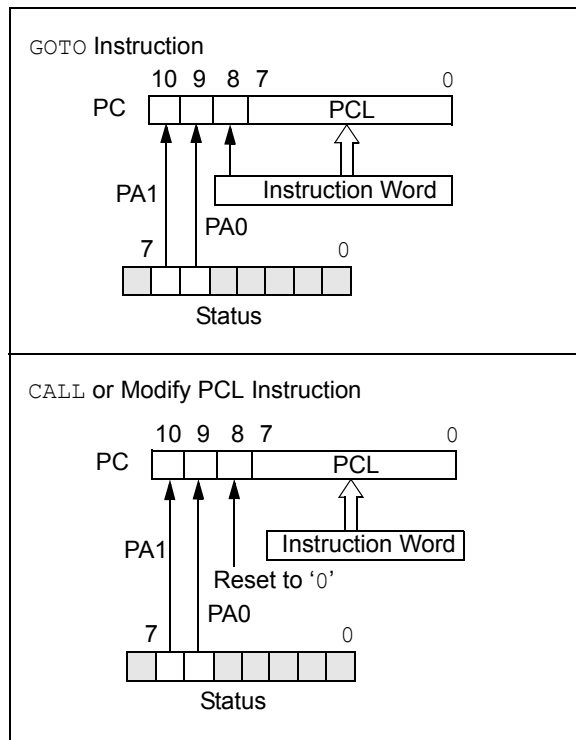 GOTO Instruction
10 9 8 7 0
PC PCL
Instruction Word
PA1
PA0
7 0
Status
CALL or Modify PCL Instruction
10 9 8 7 0
PC PCL
Instruction Word
PA1
Reset to ‘0’
PA0
7 0
Status